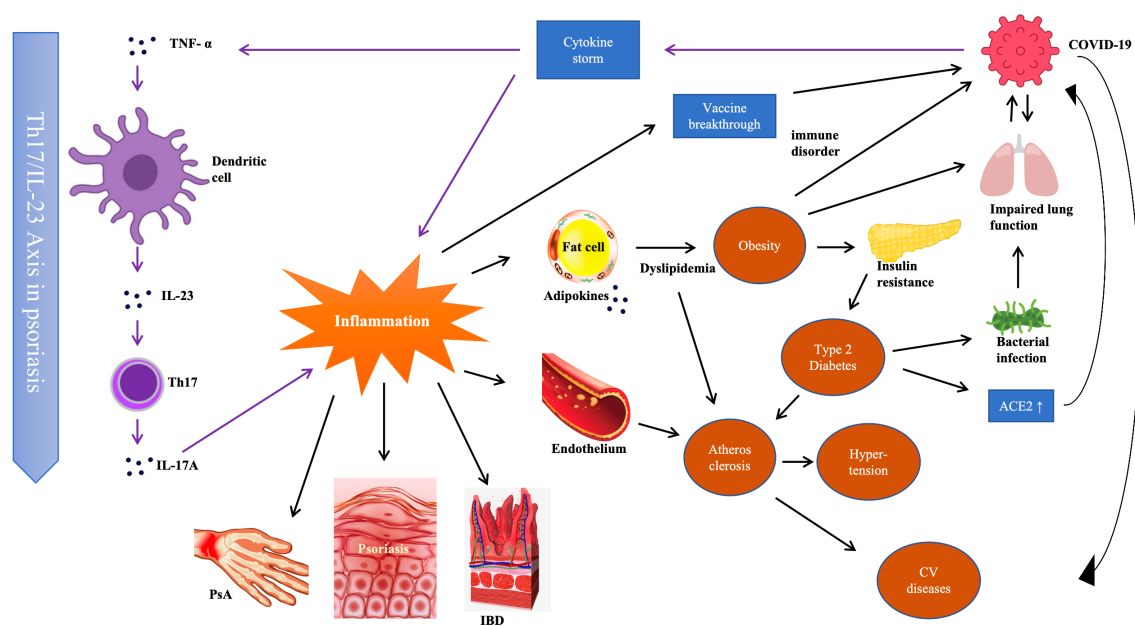 Th17/IL-23 Axis in psoriasis
TNF- α
Cytokine
storm
COVID-19
Vaccine
breakthrough
immune
disorder
Dendritic
cell
Impaired lung
function
Fat cell
Obesity
Dyslipidemia
Insulin
resistance
Adipokines
IL-23
Inflammation
Type 2
Diabetes
Bacterial
infection
Th17
ACE2 ↑
Endothelium
Atheros
clerosis
Hyper-
tension
IL-17A
Psoriasis
CV
diseases
PsA
IBD